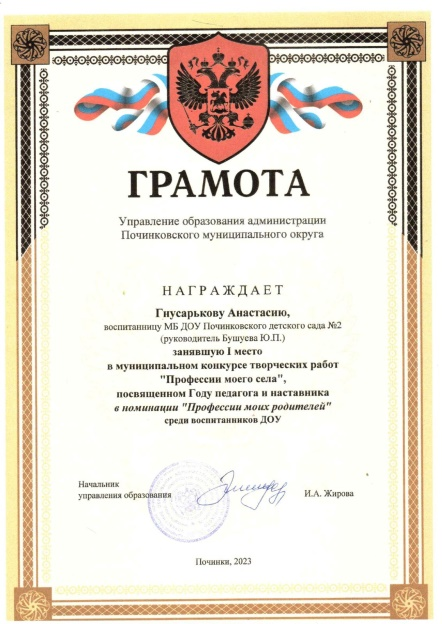 ГРАМОТА
Управление образования администрации
Починковского муниципального округа
НАГРАЖДАЕТ
Гнусарькову Анастасию,
воспитанницу МБ ДОУ Починковского детского сада №2
(руководитель Бушуева Ю.П.)
занявшую I место
в муниципальном конкурсе творческих работ
"Профессии моего села",
посвященном Году педагога и наставника
в номинации "Профессии моих родителей"
среди воспитанников ДОУ
Начальник
управления образования
И.А. Жирова
Починки, 2023